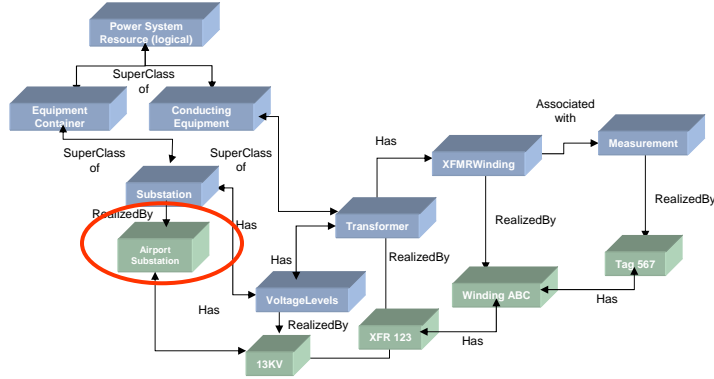 Power System
Resource (logical)
SuperClass
of
Equipment
Container
Conducting
Equipment
Associated
with
Has
XFMRWinding
Measurement
SuperClass
of
SuperClass
of
Substation
RealizedBy
Has
Transformer
RealizedBy
RealizedBy
RealizedBy
Airport
Substation
Has
Tag 567
VoltageLevels
Winding ABC
Has
Has
RealizedBy
XFR 123
Has
13KV